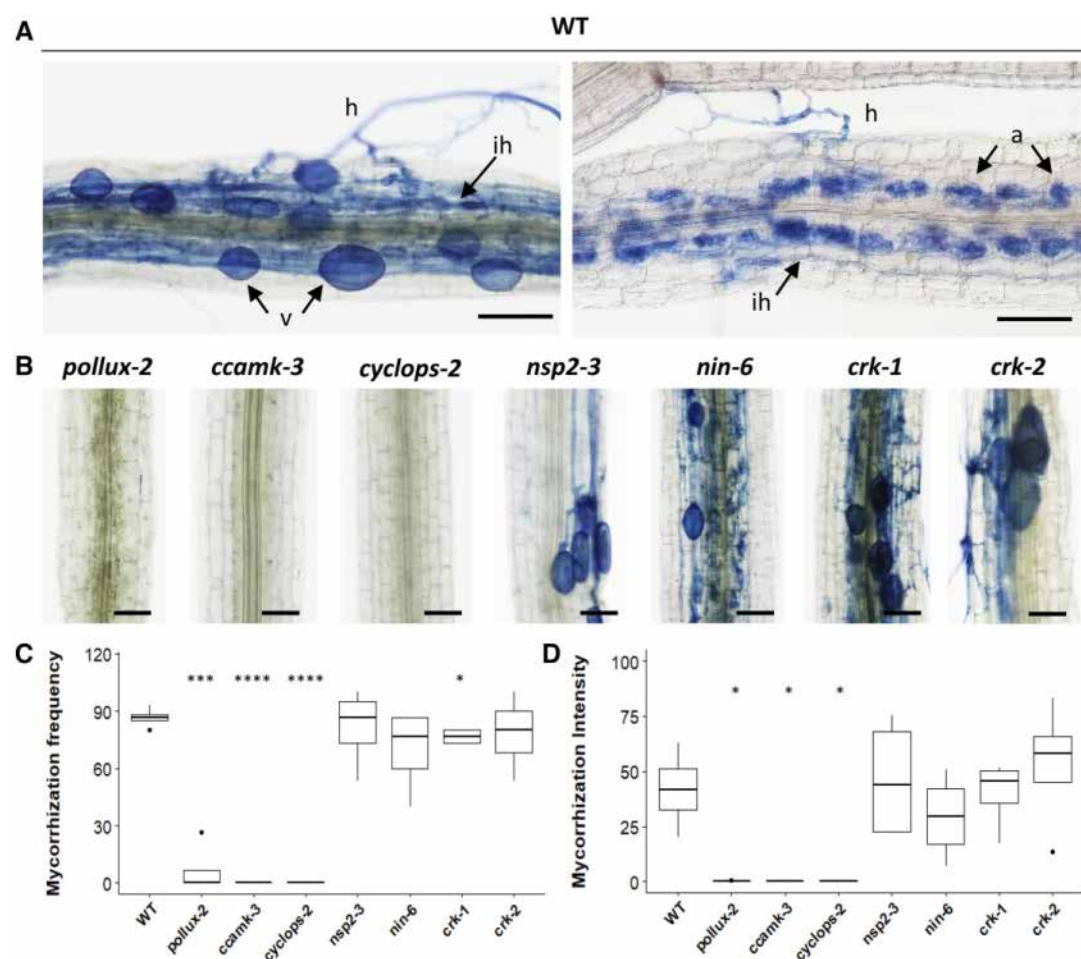 A
WT
h
ih
v
h
a
ih
B
pollux-2 ccamk-3 cyclops-2 nsp2-3 nin-6 crk-1 crk-2
C
Mycorrhization frequency
120
90
60
30
0
*** **** **** *
WT pollux-2 ccamk-3 cyclops-2 nsp2-3 nin-6 crk-1 crk-2
D
Mycorrhization Intensity
100
75
50
25
0
* * *
WT pollux-2 ccamk-3 cyclops-2 nsp2-3 nin-6 crk-1 crk-2